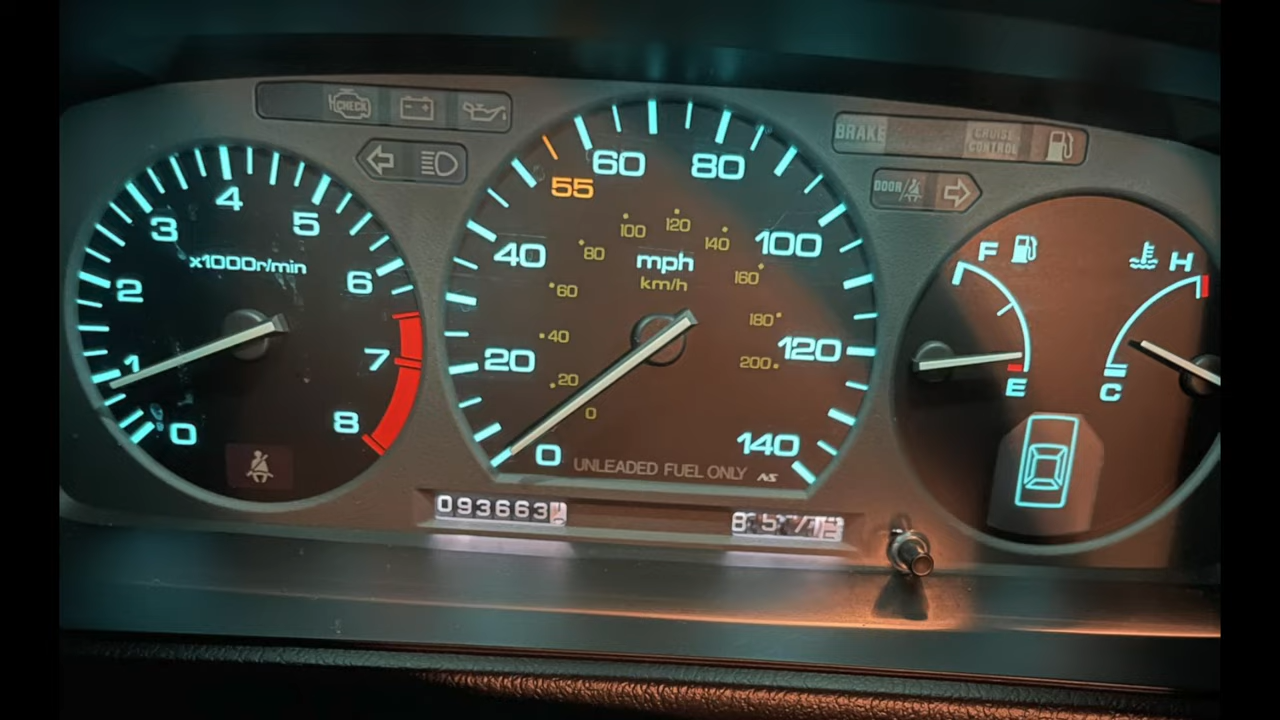 CHECK
BRAKE
CRUISE
CONTROL
DOOR/
0 1 2 3 4 5 6 7 8
x1000r/min
0 20 40 55 60 80 100 120 140
mph
km/h
0 20 40 60 80 100 120 140 160 180 200
UNLEADED FUEL ONLY NS
F
E
H
C
093663